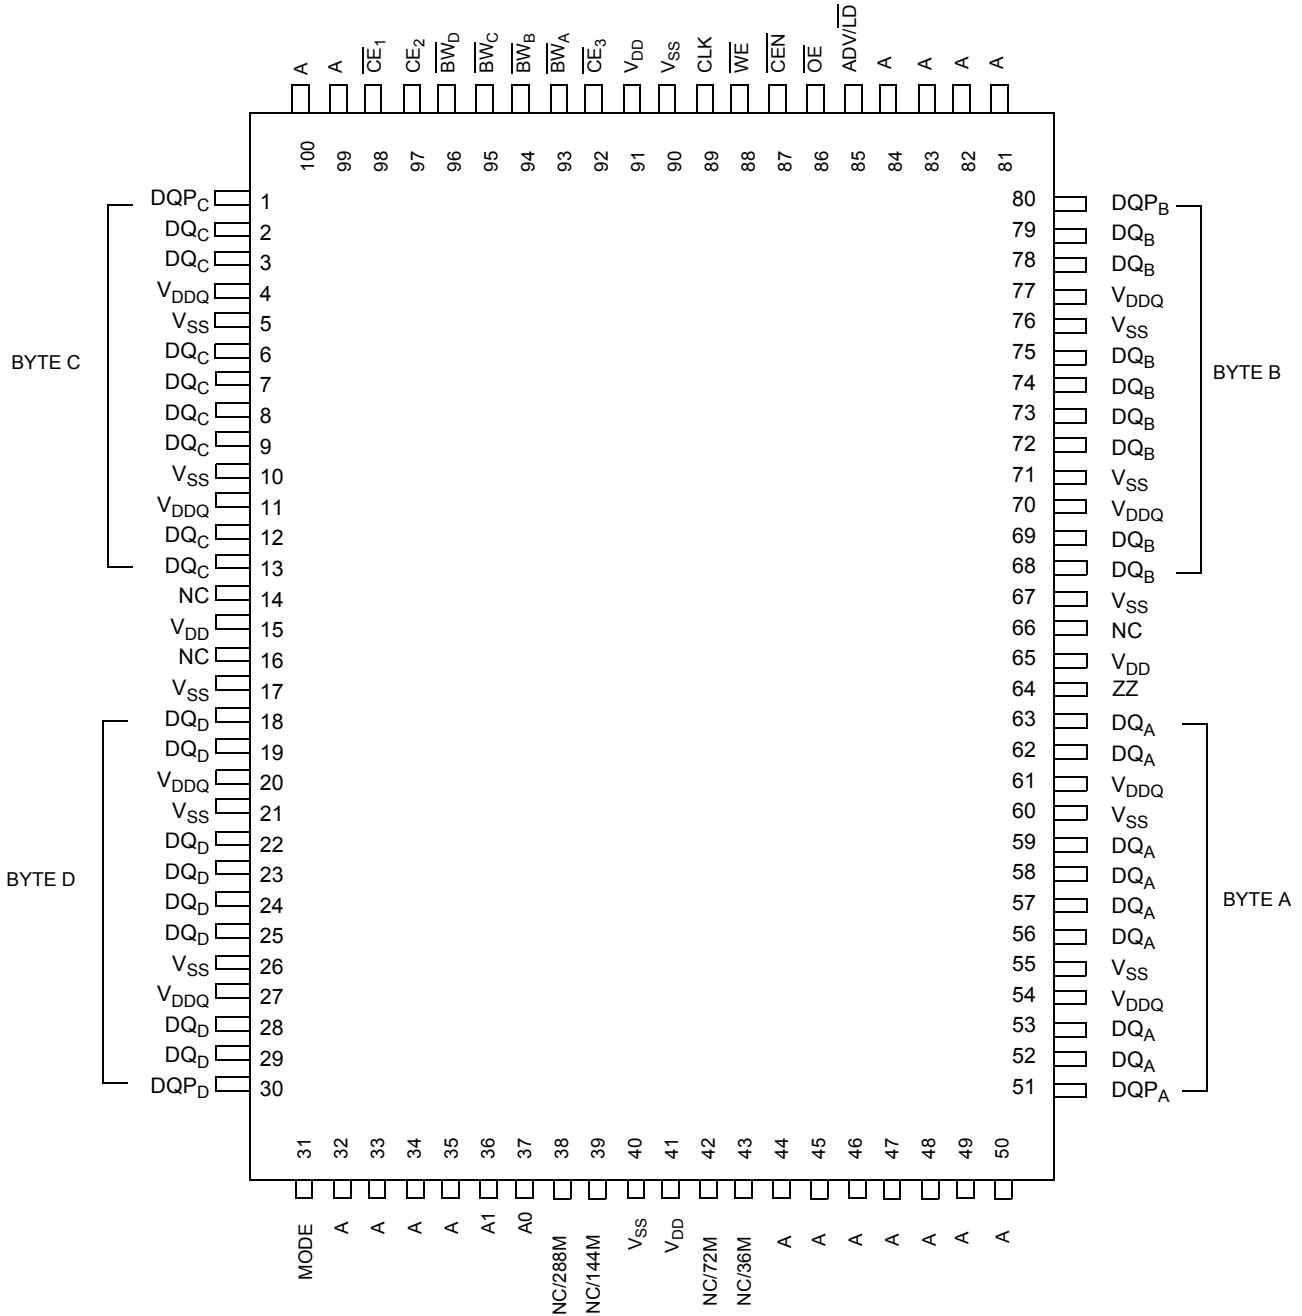 A A CE1 CE2 BWD BWC BWB BWA CE3 VDD VSS CLK WE CEN OE ADV/LD A A A A
100 99 98 97 96 95 94 93 92 91 90 89 88 87 86 85 84 83 82 81
DQPC 1 80 DQPB
DQC 2 79 DQB
DQC 3 78 DQB
VDDQ 4 77 VDDQ
VSS 5 76 VSS
DQC 6 75 DQB
BYTE C
BYTE B
DQC 7 74 DQB
DQC 8 73 DQB
DQC 9 72 DQB
VSS 10 71 VSS
VDDQ 11 70 VDDQ
DQC 12 69 DQB
DQC 13 68 DQB
NC 14 67 VSS
VDD 15 66 NC
NC 16 65 VDD
VSS 17 64 ZZ
DQD 18 63 DQA
DQD 19 62 DQA
VDDQ 20 61 VDDQ
VSS 21 60 VSS
DQD 22 59 DQA
DQD 23 58 DQA
BYTE D
BYTE A
DQD 24 57 DQA
DQD 25 56 DQA
VSS 26 55 VSS
VDDQ 27 54 VDDQ
DQD 28 53 DQA
DQD 29 52 DQA
DQPD 30 51 DQPA
31 32 33 34 35 36 37 38 39 40 41 42 43 44 45 46 47 48 49 50
MODE A A A A A1 A0 NC/288M NC/144M VSS VDD NC/72M NC/36M A A A A A A A